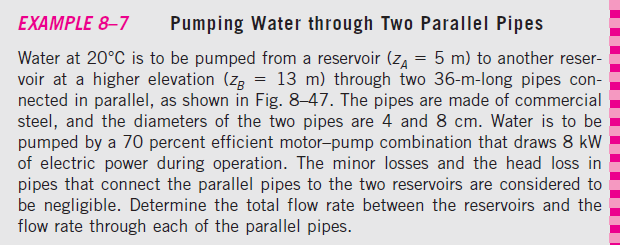 EXAMPLE 8–7 Pumping Water through Two Parallel Pipes
Water at 20°C is to be pumped from a reservoir (z_A = 5 m) to another reser-
voir at a higher elevation (z_B = 13 m) through two 36-m-long pipes con-
nected in parallel, as shown in Fig. 8–47. The pipes are made of commercial
steel, and the diameters of the two pipes are 4 and 8 cm. Water is to be
pumped by a 70 percent efficient motor–pump combination that draws 8 kW
of electric power during operation. The minor losses and the head loss in
pipes that connect the parallel pipes to the two reservoirs are considered to
be negligible. Determine the total flow rate between the reservoirs and the
flow rate through each of the parallel pipes.